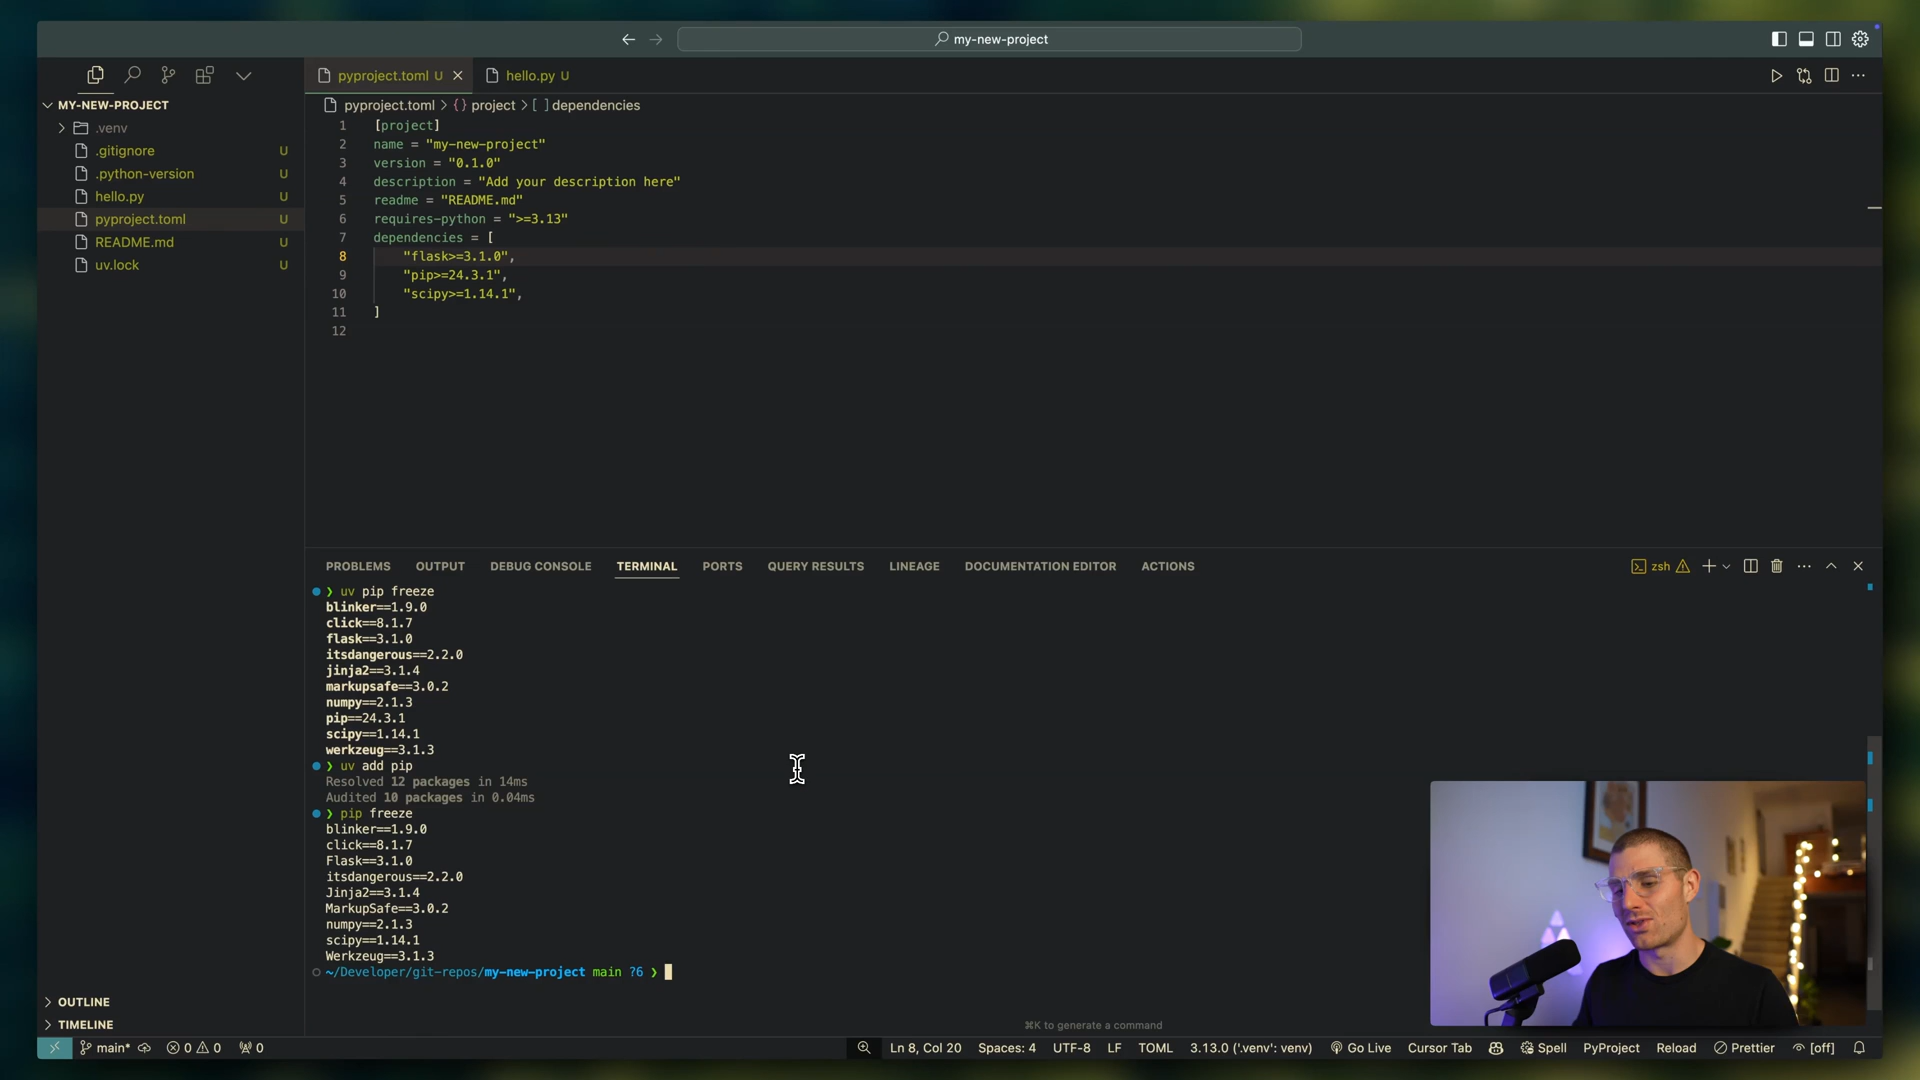 my-new-project
pyproject.toml U
hello.py U
MY-NEW-PROJECT
.venv
.gitignore U
.python-version U
hello.py U
pyproject.toml U
README.md U
uv.lock U
pyproject.toml > {} project > [ ] dependencies
1 [project]
2 name = "my-new-project"
3 version = "0.1.0"
4 description = "Add your description here"
5 readme = "README.md"
6 requires-python = ">=3.13"
7 dependencies = [
8 "flask>=3.1.0",
9 "pip>=24.3.1",
10 "scipy>=1.14.1",
11 ]
12
PROBLEMS OUTPUT DEBUG CONSOLE TERMINAL PORTS QUERY RESULTS LINEAGE DOCUMENTATION EDITOR ACTIONS
zsh
❯ uv pip freeze
blinker==1.9.0
click==8.1.7
flask==3.1.0
itsdangerous==2.2.0
jinja2==3.1.4
markupsafe==3.0.2
numpy==2.1.3
pip==24.3.1
scipy==1.14.1
werkzeug==3.1.3
❯ uv add pip
Resolved 12 packages in 14ms
Audited 10 packages in 0.04ms
❯ pip freeze
blinker==1.9.0
click==8.1.7
Flask==3.1.0
itsdangerous==2.2.0
Jinja2==3.1.4
MarkupSafe==3.0.2
numpy==2.1.3
scipy==1.14.1
Werkzeug==3.1.3
~/Developer/git-repos/my-new-project main ?6 ❯
⌘K to generate a command
OUTLINE
TIMELINE
main* 0 0 0 Ln 8, Col 20 Spaces: 4 UTF-8 LF TOML 3.13.0 ('.venv': venv) Go Live Cursor Tab Spell PyProject Reload Prettier [off]